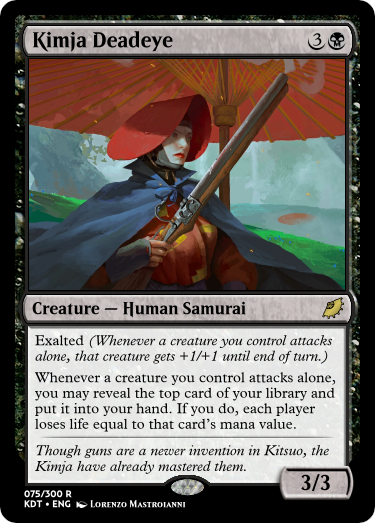 Kimja Deadeye 3
Creature — Human Samurai
Exalted (Whenever a creature you control attacks
alone, that creature gets +1/+1 until end of turn.)
Whenever a creature you control attacks alone,
you may reveal the top card of your library and
put it into your hand. If you do, each player
loses life equal to that card's mana value.
Though guns are a newer invention in Kitsuo, the
Kimja have already mastered them.
3/3
075/300 R
KDT • ENG Lorenzo Mastroianni